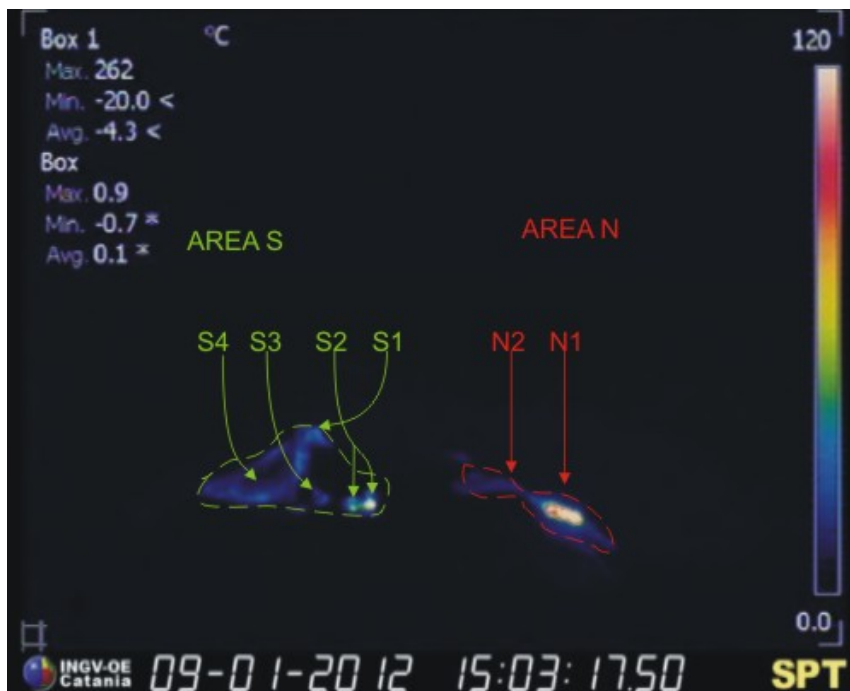 Box 1 °C
Max. 262
Min. -20.0 <
Avg. -4.3 <
Box
Max. 0.9
Min. -0.7 *
Avg. 0.1 *
120
AREA S AREA N
S4 S3 S2 S1 N2 N1
0.0
INGV-OE
Catania
09-01-2012 15:03:17.50 SPT